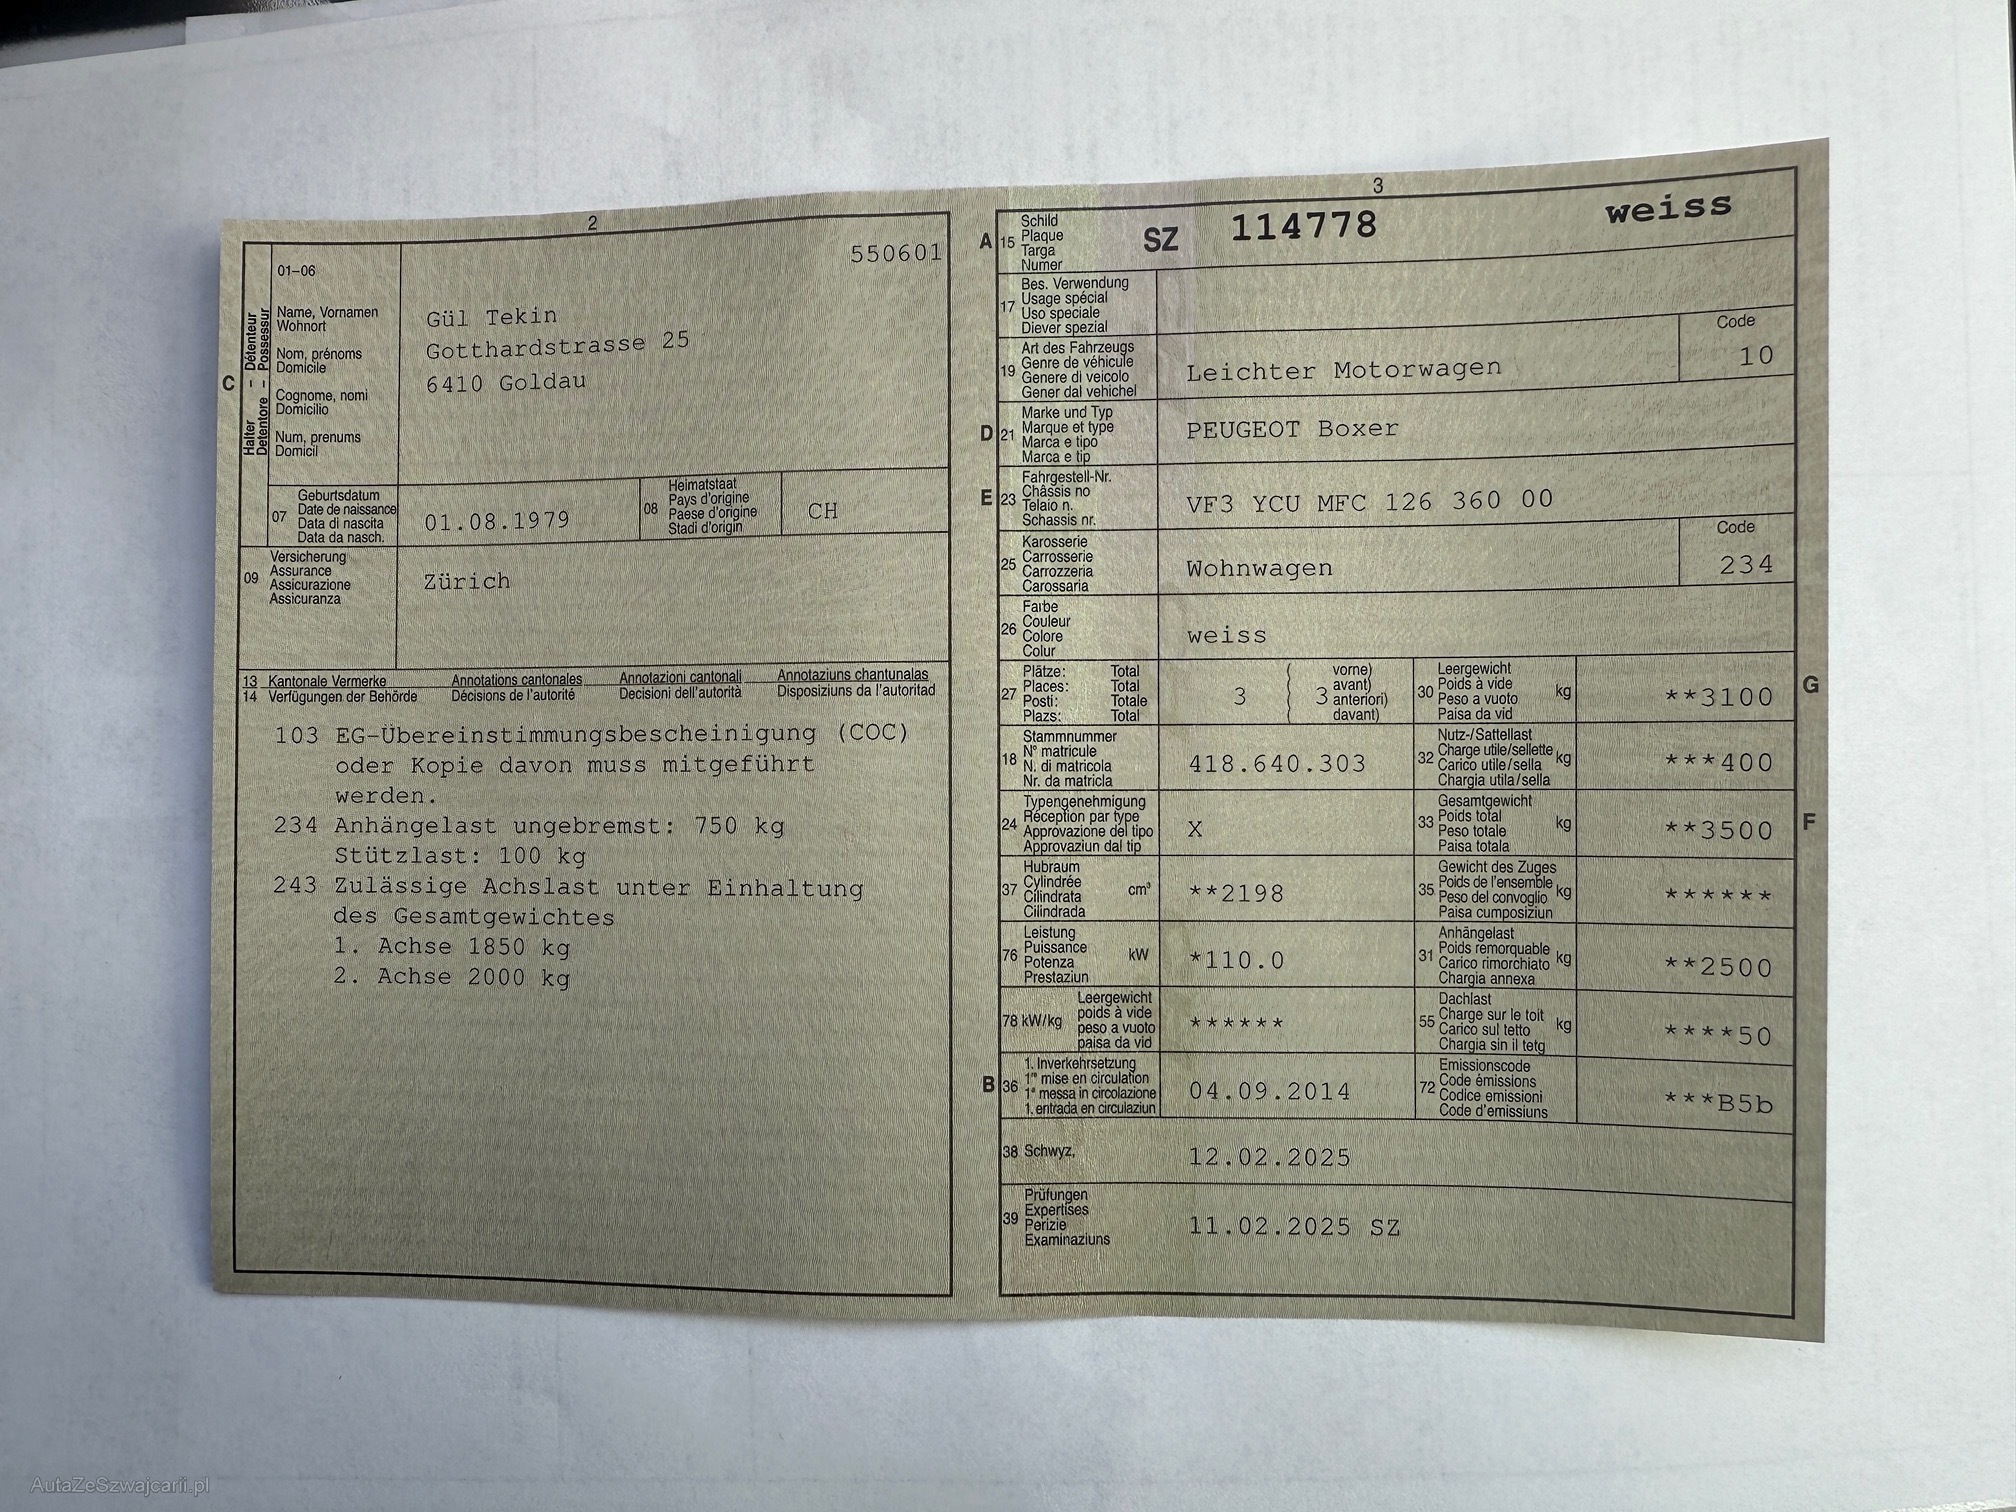 2
550601
C
Halter - Détenteur
Detentore - Possessur
01–06
Name, Vornamen
Wohnort
Nom, prénoms
Domicile
Cognome, nomi
Domicilio
Num, prenums
Domicil
Gül Tekin
Gotthardstrasse 25
6410 Goldau
07
Geburtsdatum
Date de naissance
Data di nascita
Data da nasch.
01.08.1979
08
Heimatstaat
Pays d'origine
Paese d'origine
Stadi d'origin
CH
09
Versicherung
Assurance
Assicurazione
Assicuranza
Zürich
13 Kantonale Vermerke Annotations cantonales Annotazioni cantonali Annotaziuns chantunalas
14 Verfügungen der Behörde Décisions de l'autorité Decisioni dell'autorità Disposiziuns da l'autoritad
103 EG-Übereinstimmungsbescheinigung (COC)
oder Kopie davon muss mitgeführt
werden.
234 Anhängelast ungebremst: 750 kg
Stützlast: 100 kg
243 Zulässige Achslast unter Einhaltung
des Gesamtgewichtes
1. Achse 1850 kg
2. Achse 2000 kg
3
A 15
Schild
Plaque
Targa
Numer
SZ 114778 weiss
17
Bes. Verwendung
Usage spécial
Uso speciale
Diever spezial
19
Art des Fahrzeugs
Genre de véhicule
Genere di veicolo
Gener dal vehichel
Leichter Motorwagen
Code
10
D 21
Marke und Typ
Marque et type
Marca e tipo
Marca e tip
PEUGEOT Boxer
E 23
Fahrgestell-Nr.
Châssis no
Telaio n.
Schassis nr.
VF3 YCU MFC 126 360 00
25
Karosserie
Carrosserie
Carrozzeria
Carossaria
Wohnwagen
Code
234
26
Farbe
Couleur
Colore
Colur
weiss
27
Plätze: Total
Places: Total
Posti: Totale
Plazs: Total
3
3
vorne)
avant)
anteriori)
davant)
30
Leergewicht
Poids à vide
Peso a vuoto
Paisa da vid
kg
**3100
G
18
Stammnummer
N° matricule
N. di matricola
Nr. da matricla
418.640.303
32
Nutz-/Sattellast
Charge utile/sellette
Carico utile/sella
Chargia utila/sella
kg
***400
24
Typengenehmigung
Réception par type
Approvazione del tipo
Approvaziun dal tip
X
33
Gesamtgewicht
Poids total
Peso totale
Paisa totala
kg
**3500
F
37
Hubraum
Cylindrée
Cilindrata
Cilindrada
cm³
**2198
35
Gewicht des Zuges
Poids de l'ensemble
Peso del convoglio
Paisa cumposiziun
kg
******
76
Leistung
Puissance
Potenza
Prestaziun
kW
*110.0
31
Anhängelast
Poids remorquable
Carico rimorchiato
Chargia annexa
kg
**2500
78 kW/kg
Leergewicht
poids à vide
peso a vuoto
paisa da vid
******
55
Dachlast
Charge sur le toit
Carico sul tetto
Chargia sin il tetg
kg
****50
B 36
1. Inverkehrsetzung
1re mise en circulation
1a messa in circolazione
1. entrada en circulaziun
04.09.2014
72
Emissionscode
Code émissions
Codice emissioni
Code d'emissiuns
***B5b
38 Schwyz,
12.02.2025
39
Prüfungen
Expertises
Perizie
Examinaziuns
11.02.2025 SZ
AutaZeSzwajcarii.pl